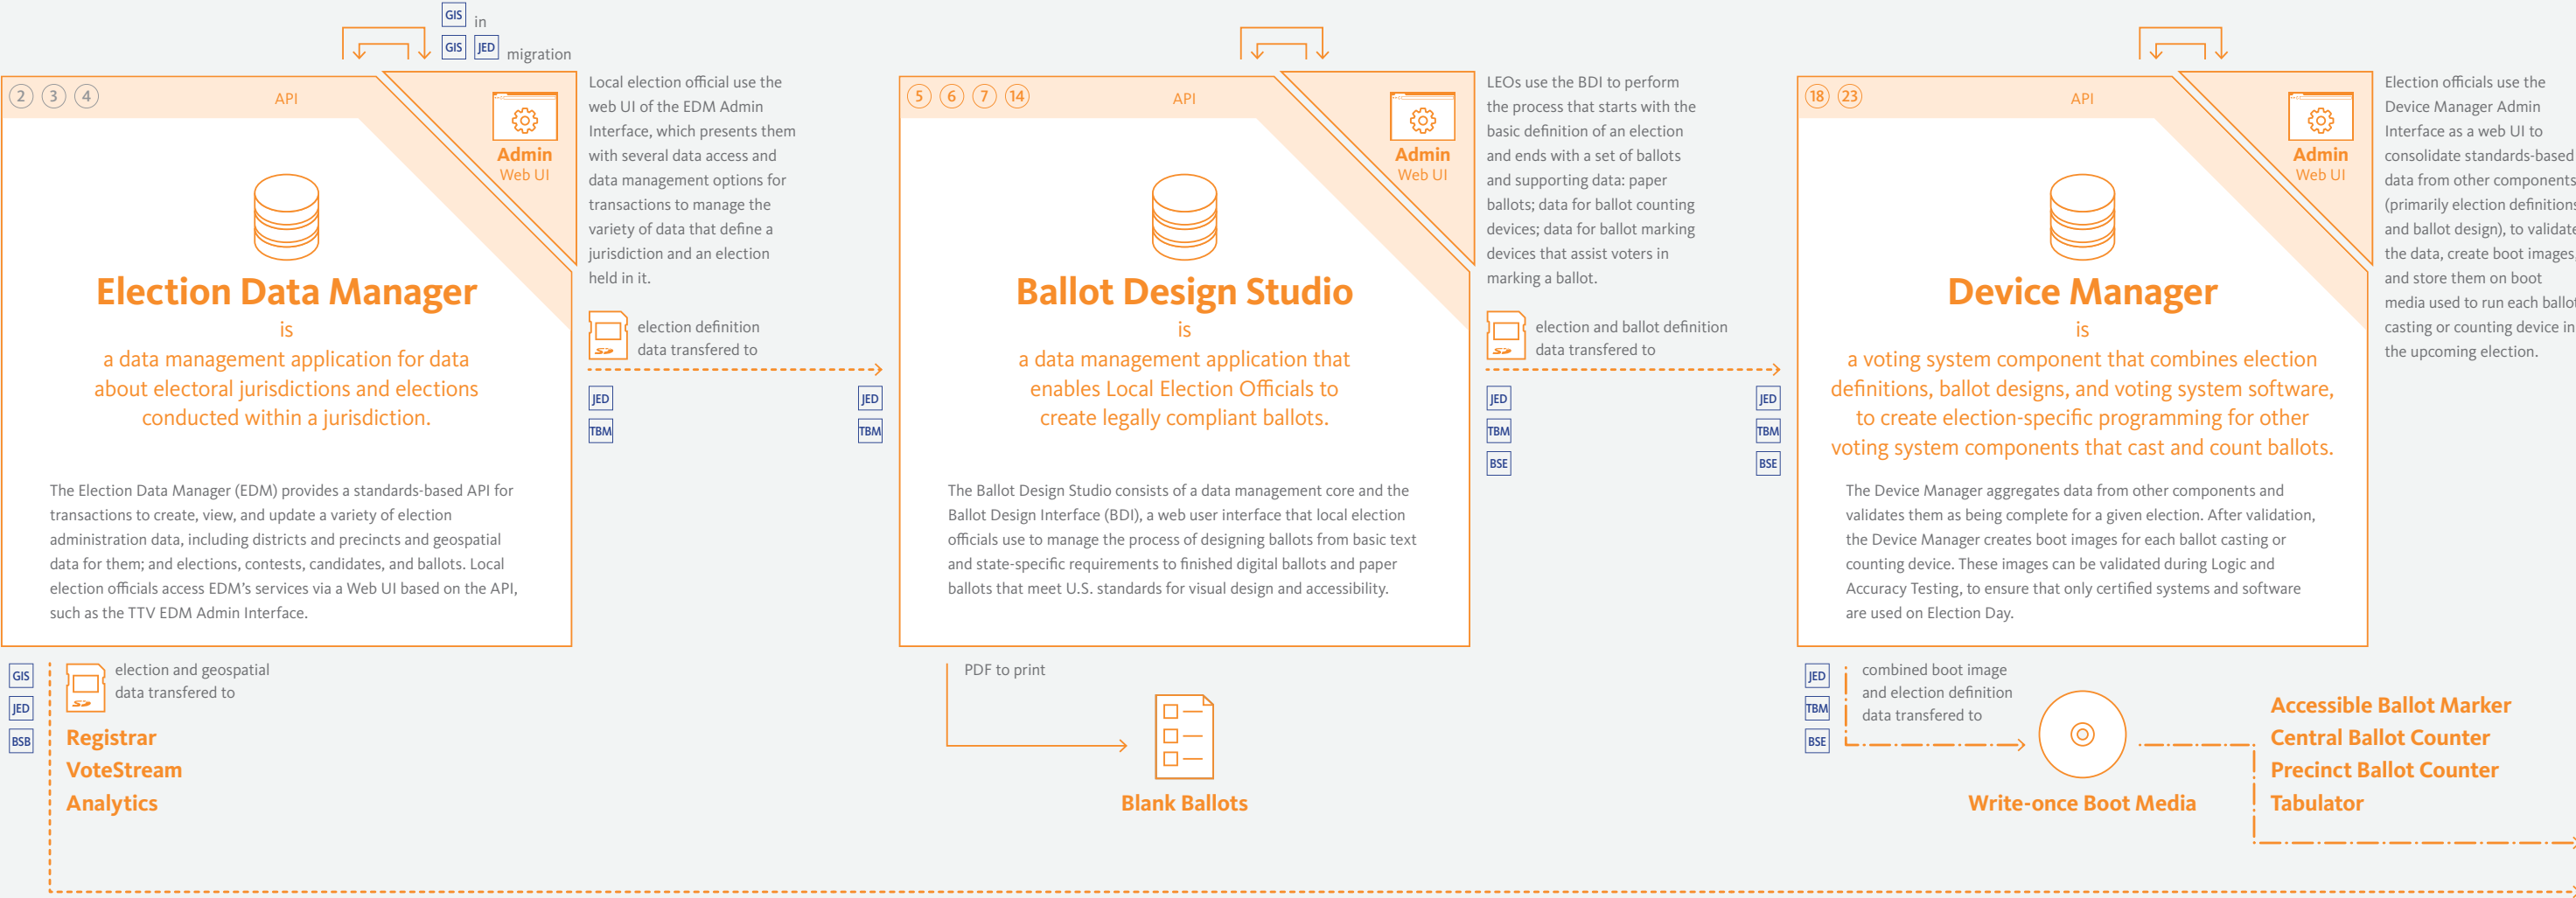 GIS in
GIS JED migration
2 3 4
API
Admin
Web UI
Election Data Manager
is
a data management application for data
about electoral jurisdictions and elections
conducted within a jurisdiction.
The Election Data Manager (EDM) provides a standards-based API for
transactions to create, view, and update a variety of election
administration data, including districts and precincts and geospatial
data for them; and elections, contests, candidates, and ballots. Local
election officials access EDM's services via a Web UI based on the API,
such as the TTV EDM Admin Interface.
Local election official use the
web UI of the EDM Admin
Interface, which presents them
with several data access and
data management options for
transactions to manage the
variety of data that define a
jurisdiction and an election
held in it.
election definition
data transfered to
JED JED
TBM TBM
GIS
JED
BSB
election and geospatial
data transfered to
Registrar
VoteStream
Analytics
5 6 7 14
API
Admin
Web UI
Ballot Design Studio
is
a data management application that
enables Local Election Officials to
create legally compliant ballots.
The Ballot Design Studio consists of a data management core and the
Ballot Design Interface (BDI), a web user interface that local election
officials use to manage the process of designing ballots from basic text
and state-specific requirements to finished digital ballots and paper
ballots that meet U.S. standards for visual design and accessibility.
LEOs use the BDI to perform
the process that starts with the
basic definition of an election
and ends with a set of ballots
and supporting data: paper
ballots; data for ballot counting
devices; data for ballot marking
devices that assist voters in
marking a ballot.
election and ballot definition
data transfered to
JED JED
TBM TBM
BSE BSE
PDF to print
Blank Ballots
18 23
API
Admin
Web UI
Device Manager
is
a voting system component that combines election
definitions, ballot designs, and voting system software,
to create election-specific programming for other
voting system components that cast and count ballots.
The Device Manager aggregates data from other components and
validates them as being complete for a given election. After validation,
the Device Manager creates boot images for each ballot casting or
counting device. These images can be validated during Logic and
Accuracy Testing, to ensure that only certified systems and software
are used on Election Day.
Election officials use the
Device Manager Admin
Interface as a web UI to
consolidate standards-based
data from other components
(primarily election definitions
and ballot design), to validate
the data, create boot images,
and store them on boot
media used to run each ballot
casting or counting device in
the upcoming election.
JED
TBM
BSE
combined boot image
and election definition
data transfered to
Write-once Boot Media
Accessible Ballot Marker
Central Ballot Counter
Precinct Ballot Counter
Tabulator